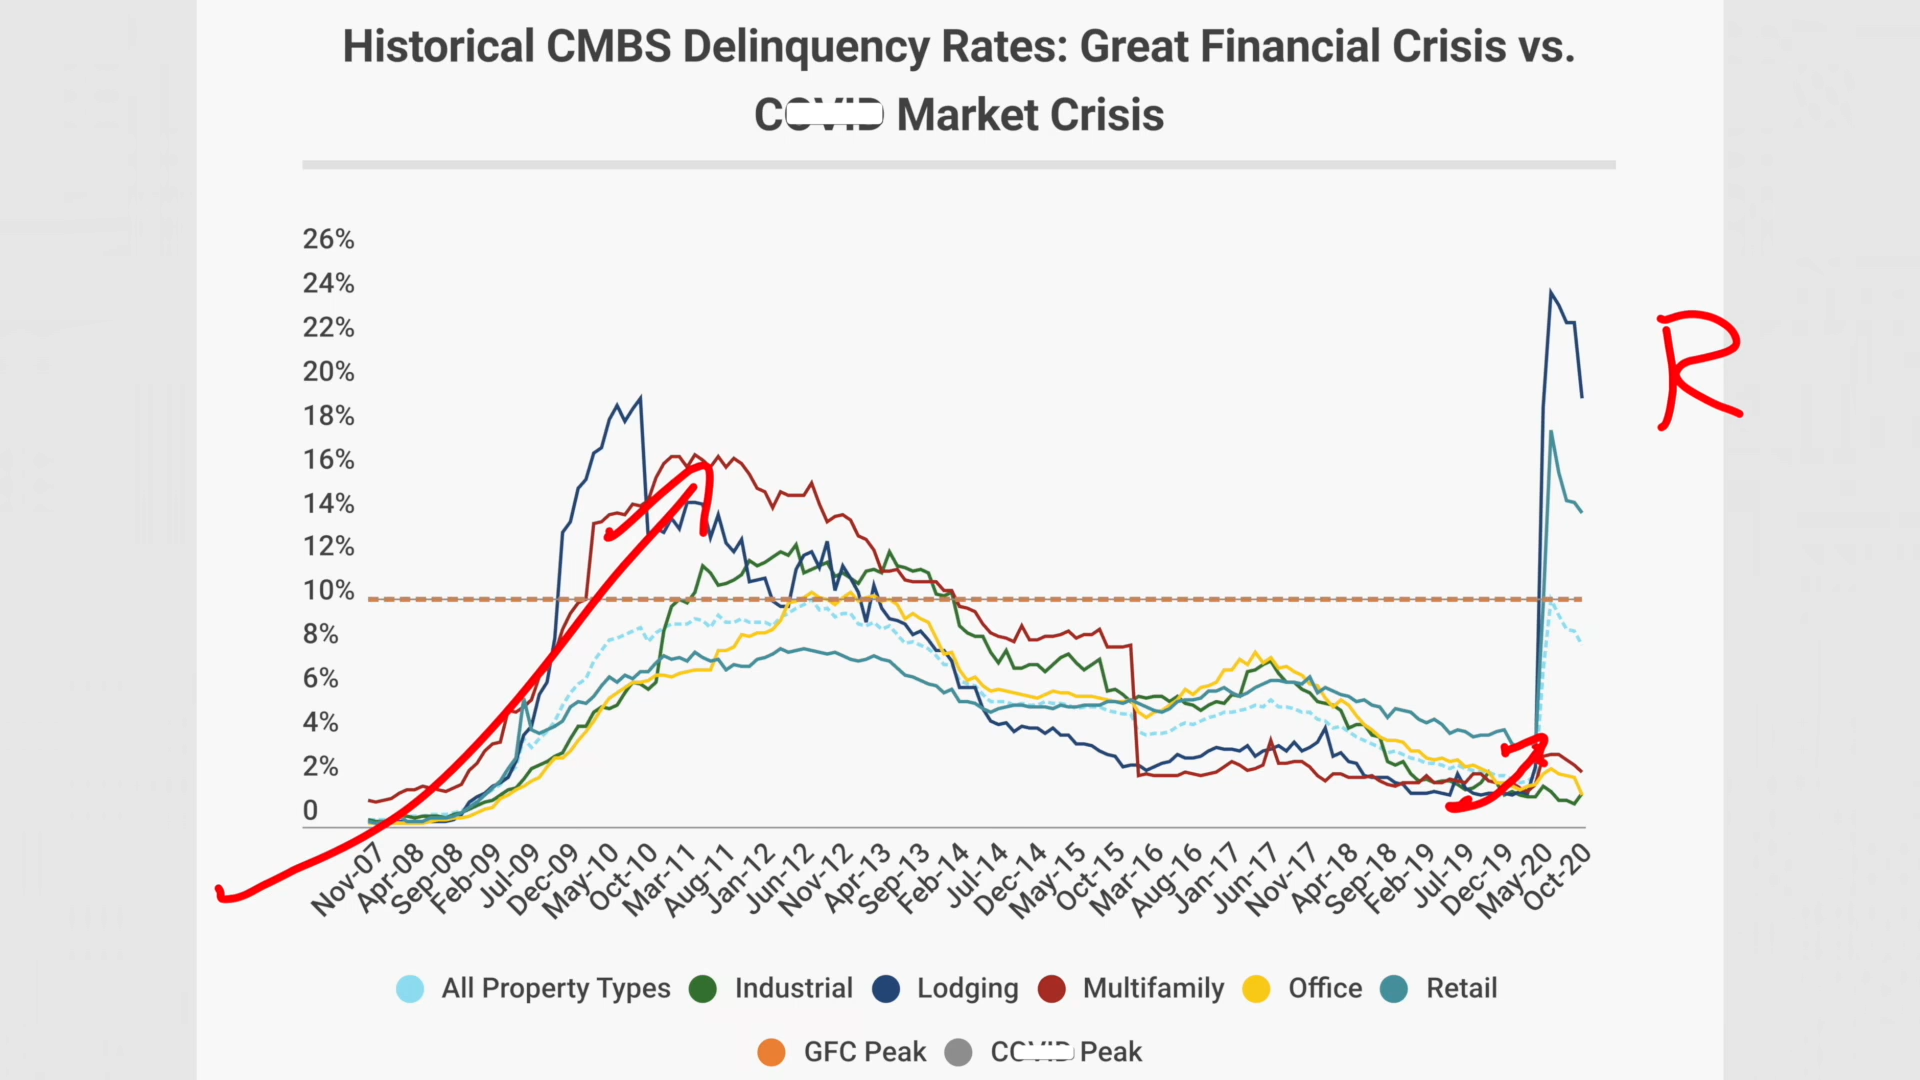 Historical CMBS Delinquency Rates: Great Financial Crisis vs.
COVID Market Crisis
26%
24%
22%
20%
18%
16%
14%
12%
10%
8%
6%
4%
2%
0
R
Nov-07
Apr-08
Sep-08
Feb-09
Jul-09
Dec-09
May-10
Oct-10
Mar-11
Aug-11
Jan-12
Jun-12
Nov-12
Apr-13
Sep-13
Feb-14
Jul-14
Dec-14
May-15
Oct-15
Mar-16
Aug-16
Jan-17
Jun-17
Nov-17
Apr-18
Sep-18
Feb-19
Jul-19
Dec-19
May-20
Oct-20
All Property Types Industrial Lodging Multifamily Office Retail
GFC Peak COVID Peak